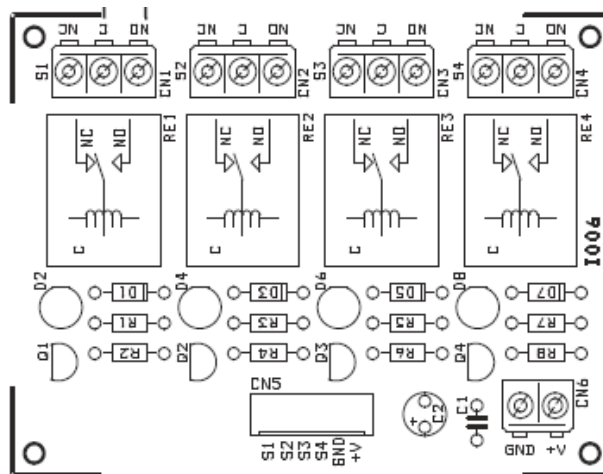 NC C NO NC C NO NC C NO NC C NO
S1 CN1 S2 CN2 S3 CN3 S4 CN4
NC NO RE1 NC NO RE2 NC NO RE3 NC NO RE4
C C C C
I006
D2 D1 D4 D3 D6 D5 D8 D7
R1 R3 R5 R7
Q1 R2 Q2 R4 Q3 R6 Q4 R8
CN5 C2 C1 CN6
+
S1 S2 S3 S4 GND +V
GND +V